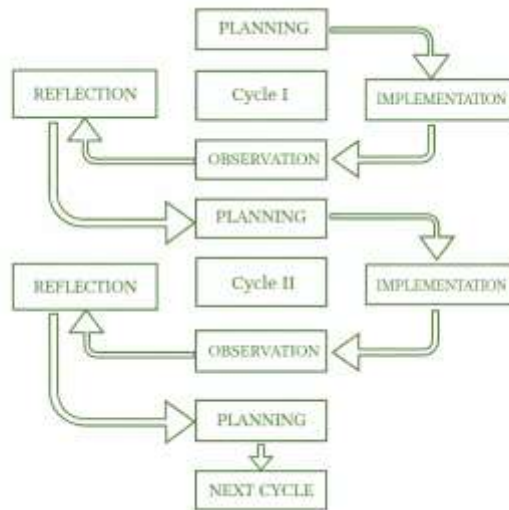 PLANNING
REFLECTION
Cycle I
IMPLEMENTATION
OBSERVATION
PLANNING
REFLECTION
Cycle II
IMPLEMENTATION
OBSERVATION
PLANNING
NEXT CYCLE